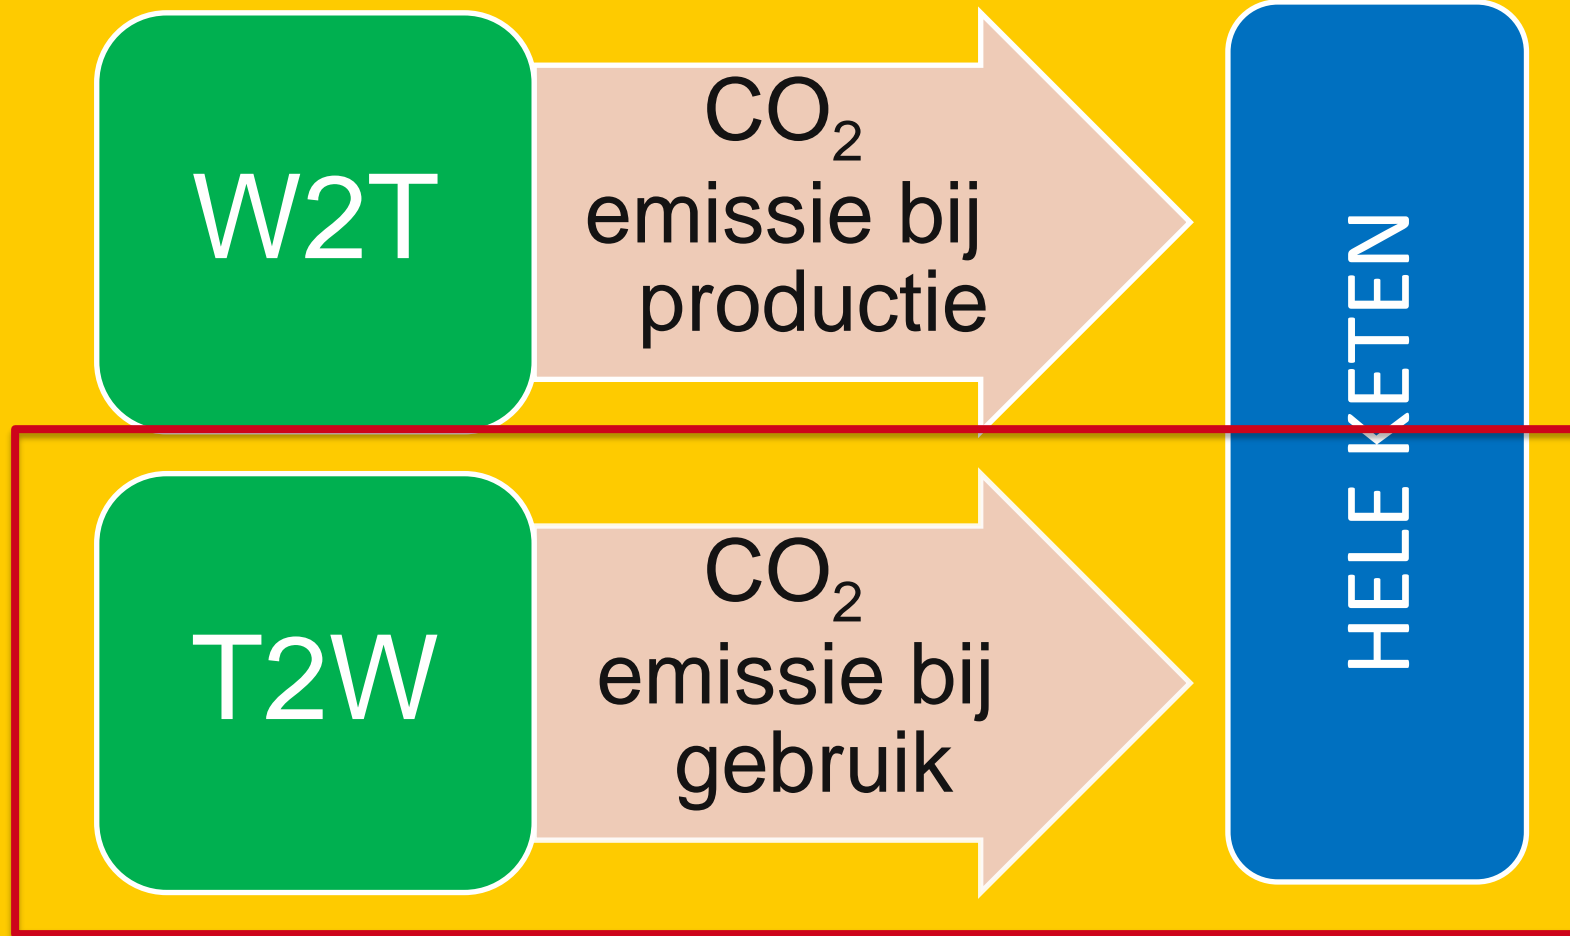 W2T
CO₂
emissie bij
productie
T2W
CO₂
emissie bij
gebruik
HELE KETEN